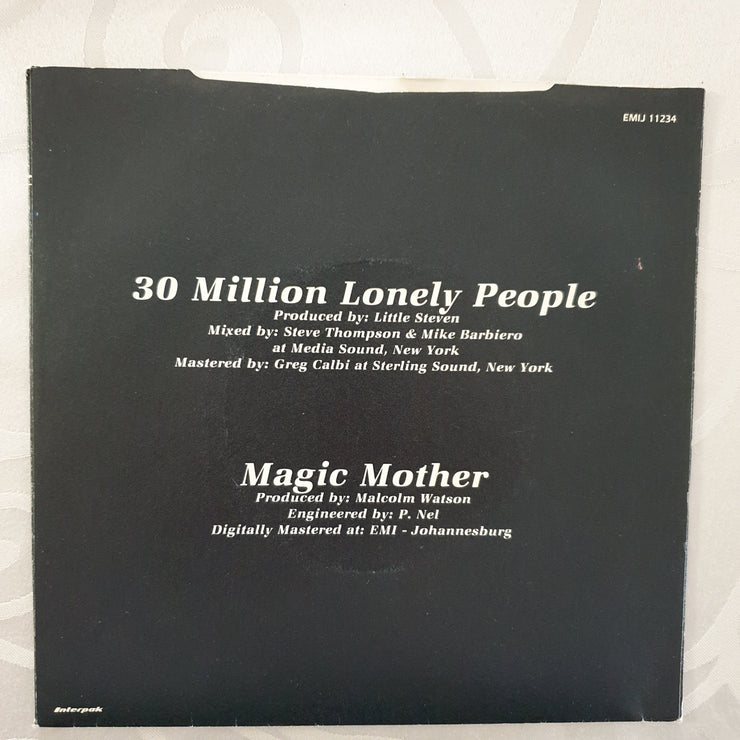 EMIJ 11234
30 Million Lonely People
Produced by: Little Steven
Mixed by: Steve Thompson & Mike Barbiero
at Media Sound, New York
Mastered by: Greg Calbi at Sterling Sound, New York
Magic Mother
Produced by: Malcolm Watson
Engineered by: P. Nel
Digitally Mastered at: EMI - Johannesburg
Interpak